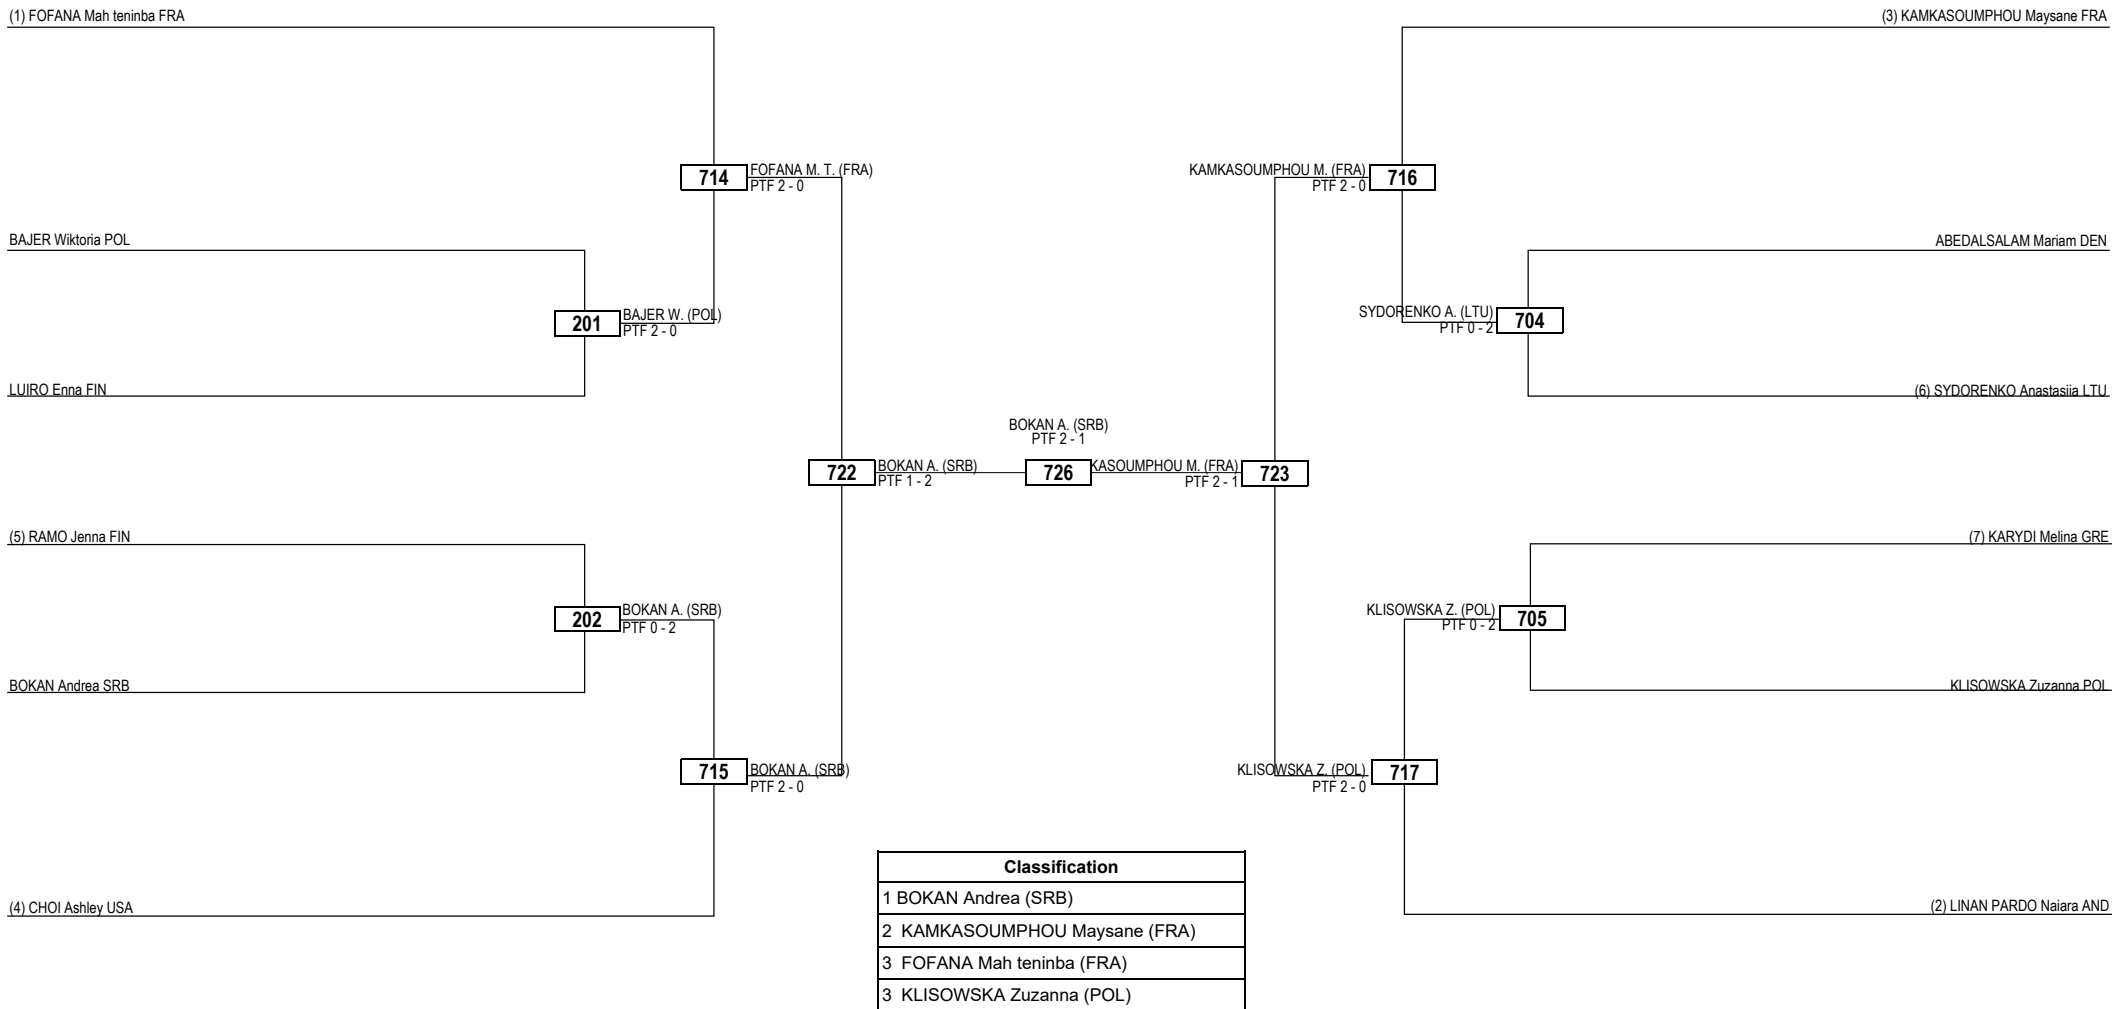 (1) FOFANA Mah teninba FRA
(3) KAMKASOUMPHOU Maysane FRA
714
FOFANA M. T. (FRA)
PTF 2 - 0
KAMKASOUMPHOU M. (FRA)
PTF 2 - 0
716
BAJER Wiktoria POL
ABEDALSALAM Mariam DEN
201
BAJER W. (POL)
PTF 2 - 0
SYDORENKO A. (LTU)
PTF 0 - 2
704
LUIRO Enna FIN
(6) SYDORENKO Anastasiia LTU
BOKAN A. (SRB)
PTF 2 - 1
722
BOKAN A. (SRB)
PTF 1 - 2
726
KASOUMPHOU M. (FRA)
PTF 2 - 1
723
(5) RAMO Jenna FIN
(7) KARYDI Melina GRE
202
BOKAN A. (SRB)
PTF 0 - 2
KLISOWSKA Z. (POL)
PTF 0 - 2
705
BOKAN Andrea SRB
KLISOWSKA Zuzanna POL
715
BOKAN A. (SRB)
PTF 2 - 0
KLISOWSKA Z. (POL)
PTF 2 - 0
717
(4) CHOI Ashley USA
(2) LINAN PARDO Naiara AND
Classification
1 BOKAN Andrea (SRB)
2 KAMKASOUMPHOU Maysane (FRA)
3 FOFANA Mah teninba (FRA)
3 KLISOWSKA Zuzanna (POL)